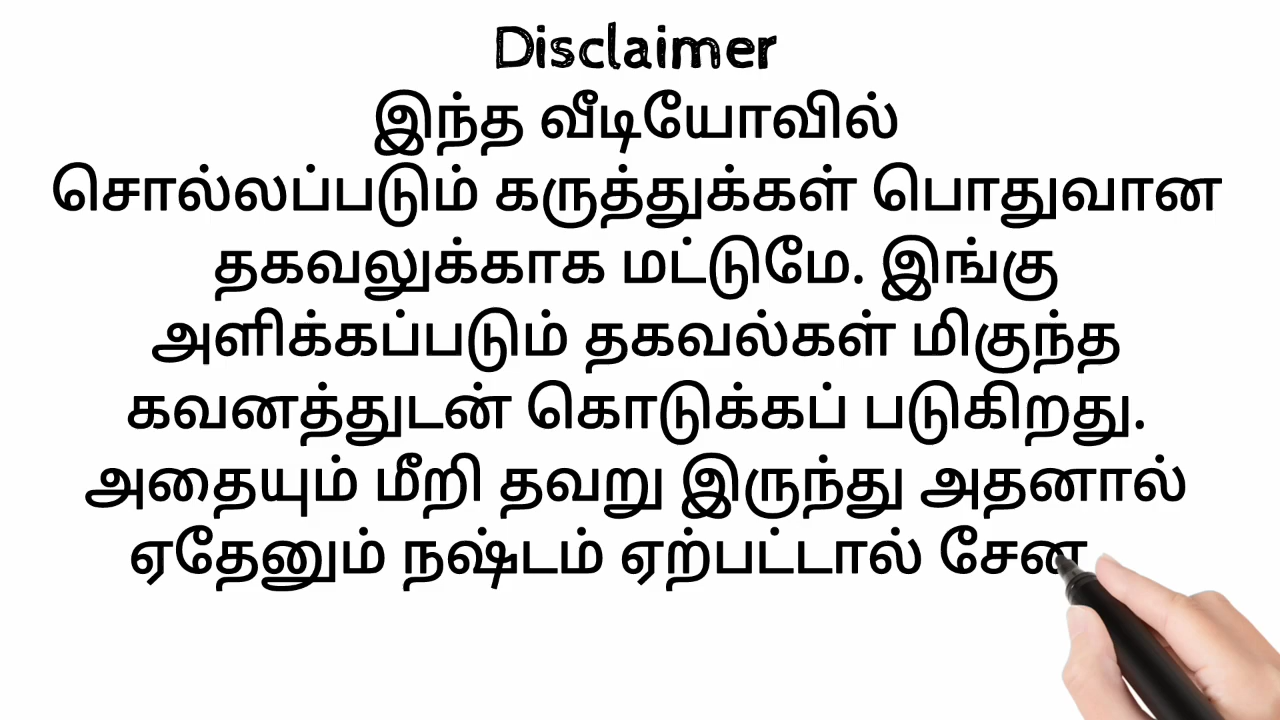 Disclaimer
இந்த வீடியோவில்
சொல்லப்படும் கருத்துக்கள் பொதுவான
தகவலுக்காக மட்டுமே. இங்கு
அளிக்கப்படும் தகவல்கள் மிகுந்த
கவனத்துடன் கொடுக்கப் படுகிறது.
அதையும் மீறி தவறு இருந்து அதனால்
ஏதேனும் நஷ்டம் ஏற்பட்டால்